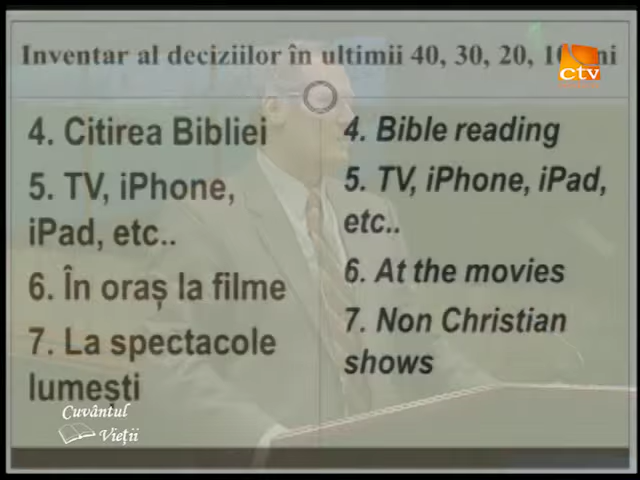 Inventar al deciziilor în ultimii 40, 30, 20, 10 ani
ctv
4. Citirea Bibliei
5. TV, iPhone,
iPad, etc..
6. În oraș la filme
7. La spectacole
lumești
4. Bible reading
5. TV, iPhone, iPad,
etc..
6. At the movies
7. Non Christian
shows
Cuvântul
Vieții